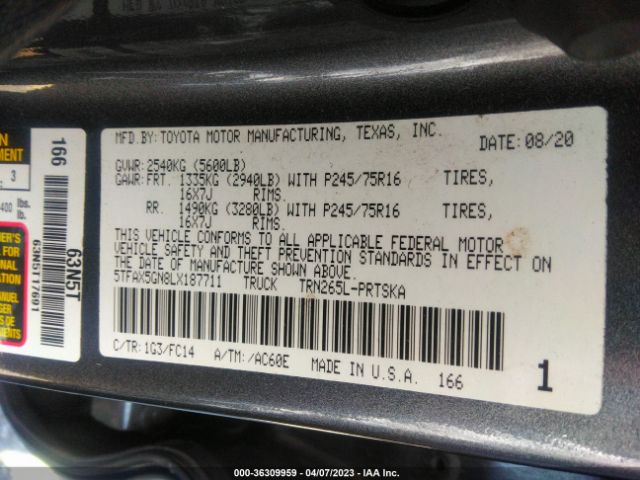 MFD.BY:TOYOTA MOTOR MANUFACTURING, TEXAS, INC. DATE: 08/20
GVWR: 2540KG (5600LB)
GAWR: FRT. 1335KG (2940LB) WITH P245/75R16 TIRES,
16X7J RIMS.
RR. 1490KG (3280LB) WITH P245/75R16 TIRES,
16X7J RIMS.
THIS VEHICLE CONFORMS TO ALL APPLICABLE FEDERAL MOTOR
VEHICLE SAFETY AND THEFT PREVENTION STANDARDS IN EFFECT ON
THE DATE OF MANUFACTURE SHOWN ABOVE.
5TFAX5GN8LX187711 TRUCK TRN265L-PRTSKA
C/TR: 1G3/FC14 A/TM: /AC60E MADE IN U.S.A. 166 1
166
63N5T
63N5T17691
3
400 lbs.
000-36309959 - 04/07/2023 - IAA Inc.